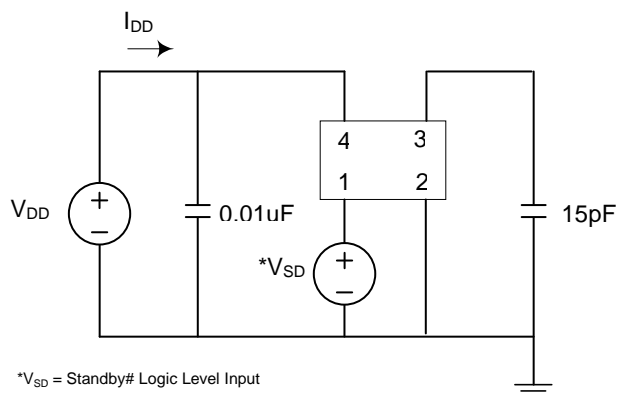 IDD
4 3
1 2
VDD
+
−
0.01uF
15pF
*VSD
+
−
*VSD = Standby# Logic Level Input